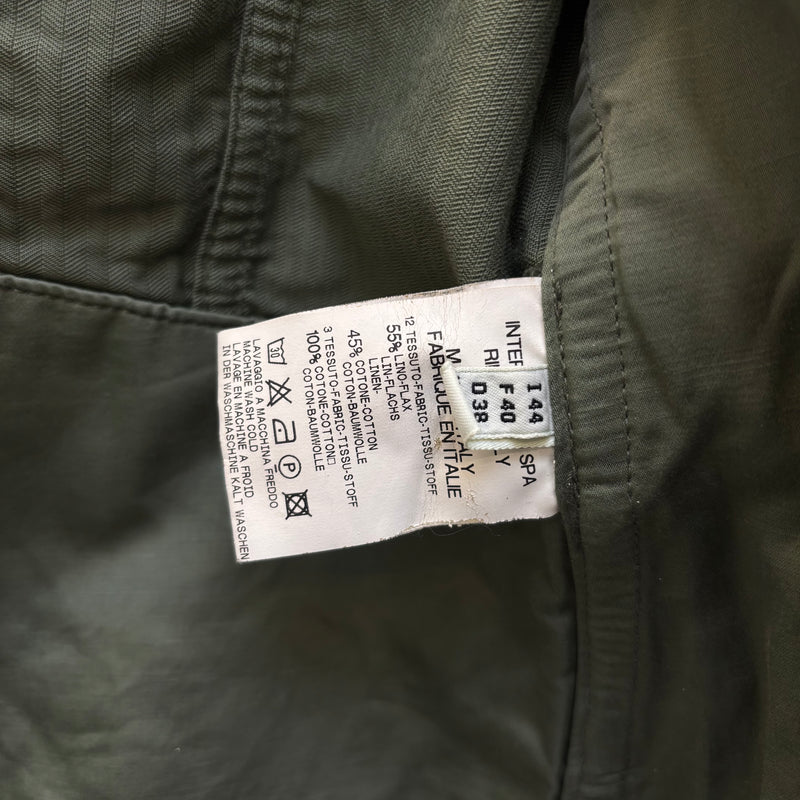 INTER
SPA
RI
LY
I 44
F 40
D 38
M
ALY
FABRIQUE EN ITALIE
12 TESSUTO-FABRIC-TISSU-STOFF
55% LINO-FLAX
LIN-FLACHS
LINEN-
45% COTONE-COTTON
COTON-BAUMWOLLE
3 TESSUTO-FABRIC-TISSU-STOFF
100% COTONE-COTTON□
COTON-BAUMWOLLE
30
P
LAVAGGIO A MACCHINA FREDDO
MACHINE WASH COLD
LAVAGE EN MACHINE A FROID
IN DER WASCHMASCHINE KALT WASCHEN